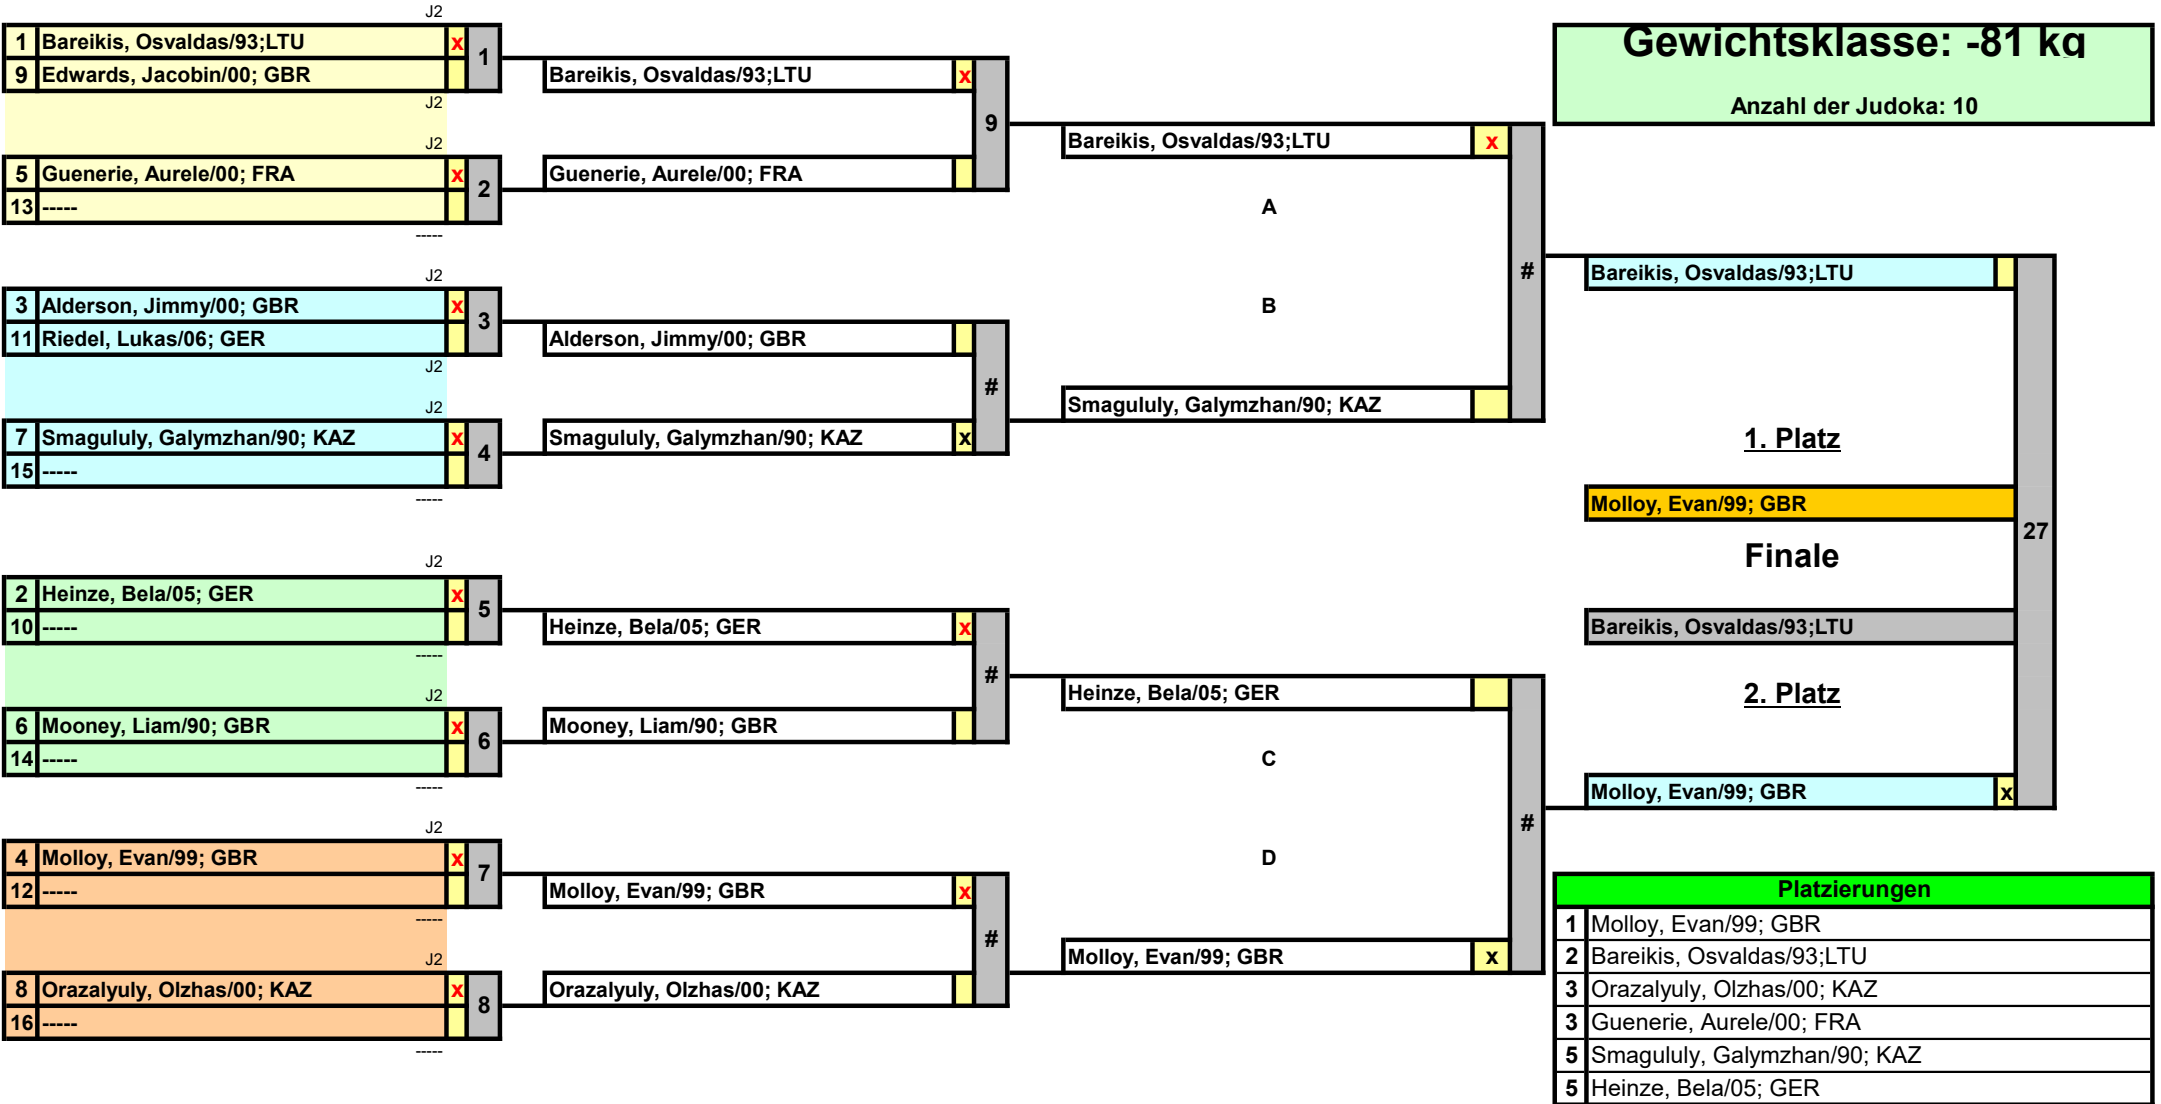 J2
1 Bareikis, Osvaldas/93;LTU x
9 Edwards, Jacobin/00; GBR
1
J2
J2
5 Guenerie, Aurele/00; FRA x
13 -----
2
-----
J2
3 Alderson, Jimmy/00; GBR x
11 Riedel, Lukas/06; GER
3
J2
J2
7 Smagululy, Galymzhan/90; KAZ x
15 -----
4
-----
J2
2 Heinze, Bela/05; GER x
10 -----
5
-----
J2
6 Mooney, Liam/90; GBR x
14 -----
6
-----
J2
4 Molloy, Evan/99; GBR x
12 -----
7
-----
J2
8 Orazalyuly, Olzhas/00; KAZ x
16 -----
8
-----
Bareikis, Osvaldas/93;LTU x
9
Guenerie, Aurele/00; FRA
Alderson, Jimmy/00; GBR
#
Smagululy, Galymzhan/90; KAZ x
Heinze, Bela/05; GER x
#
Mooney, Liam/90; GBR
Molloy, Evan/99; GBR x
#
Orazalyuly, Olzhas/00; KAZ
Bareikis, Osvaldas/93;LTU x
A
#
B
Smagululy, Galymzhan/90; KAZ
Heinze, Bela/05; GER
C
#
D
Molloy, Evan/99; GBR x
Gewichtsklasse: -81 kg
Anzahl der Judoka: 10
Bareikis, Osvaldas/93;LTU
1. Platz
Molloy, Evan/99; GBR
27
Finale
Bareikis, Osvaldas/93;LTU
2. Platz
Molloy, Evan/99; GBR x
Platzierungen
1 Molloy, Evan/99; GBR
2 Bareikis, Osvaldas/93;LTU
3 Orazalyuly, Olzhas/00; KAZ
3 Guenerie, Aurele/00; FRA
5 Smagululy, Galymzhan/90; KAZ
5 Heinze, Bela/05; GER